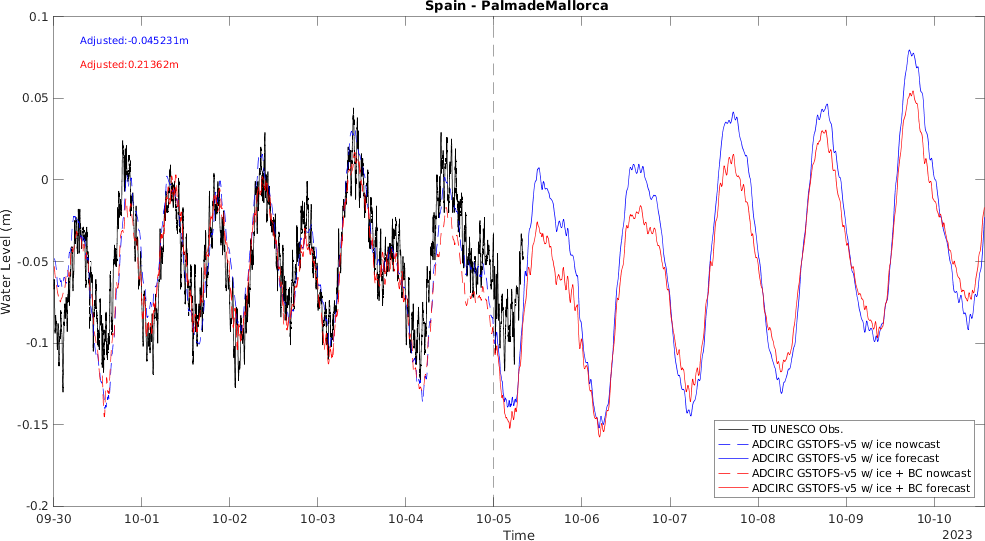 Spain - PalmadeMallorca
Adjusted:-0.045231m
Adjusted:0.21362m
Water Level (m)
0.1
0.05
0
-0.05
-0.1
-0.15
-0.2
TD UNESCO Obs.
ADCIRC GSTOFS-v5 w/ ice nowcast
ADCIRC GSTOFS-v5 w/ ice forecast
ADCIRC GSTOFS-v5 w/ ice + BC nowcast
ADCIRC GSTOFS-v5 w/ ice + BC forecast
09-30 10-01 10-02 10-03 10-04 10-05 10-06 10-07 10-08 10-09 10-10
Time
2023